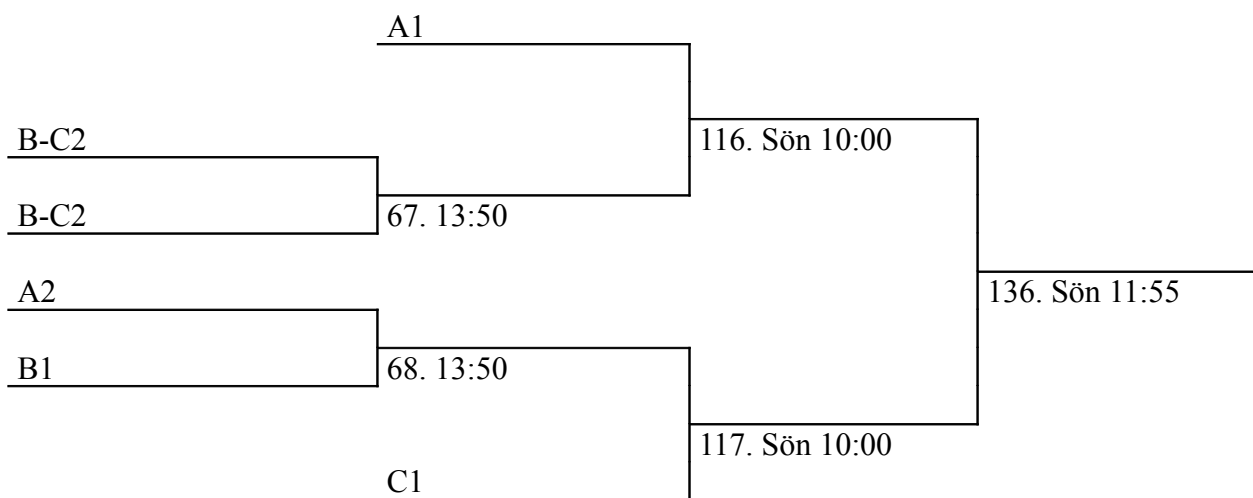 A1
B-C2
116. Sön 10:00
B-C2
67. 13:50
A2
136. Sön 11:55
B1
68. 13:50
117. Sön 10:00
C1